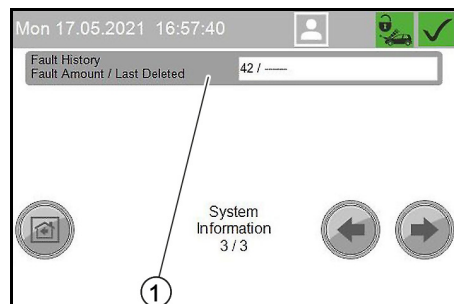 Mon 17.05.2021 16:57:40
Fault History
Fault Amount / Last Deleted
42 / -----
System
Information
3 / 3
1